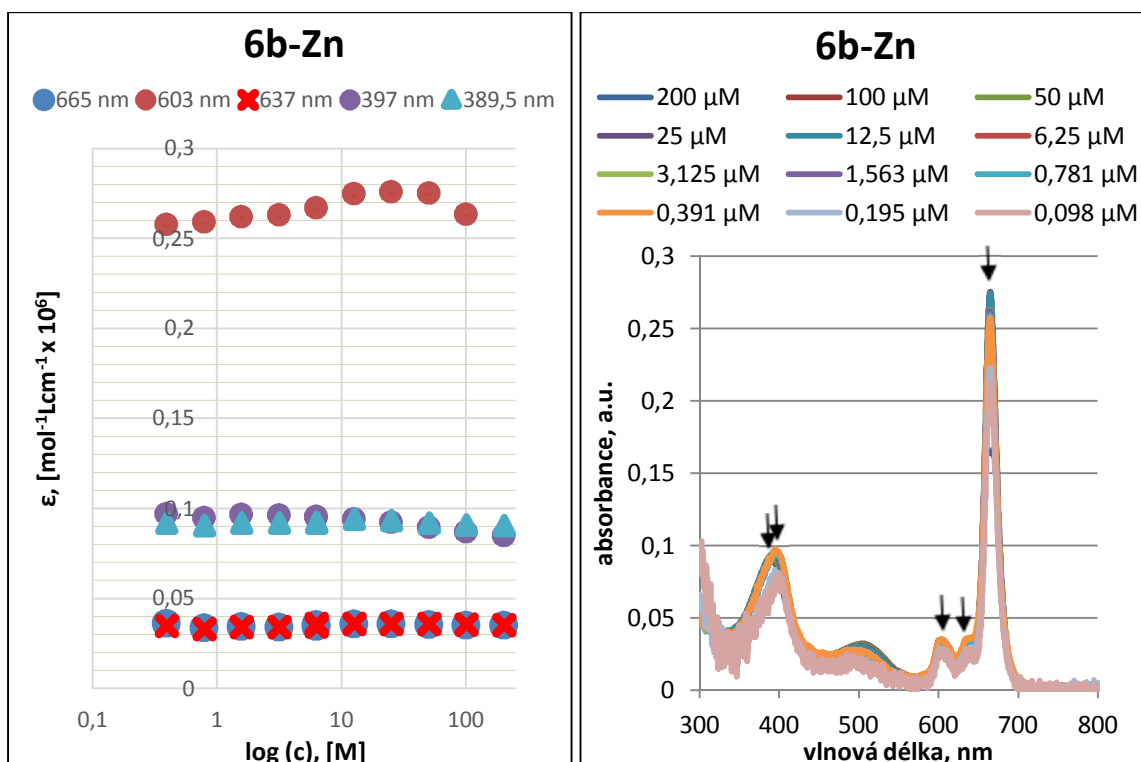 6b-Zn
665 nm 603 nm 637 nm 397 nm 389,5 nm
0,3
0,25
0,2
0,15
0,1
0,05
0
0,1 1 10 100
ε, [mol⁻¹Lcm⁻¹ x 10⁶]
log (c), [M]
6b-Zn
200 µM 100 µM 50 µM
25 µM 12,5 µM 6,25 µM
3,125 µM 1,563 µM 0,781 µM
0,391 µM 0,195 µM 0,098 µM
0,3
0,25
0,2
0,15
0,1
0,05
0
300 400 500 600 700 800
absorbance, a.u.
vlnová délka, nm